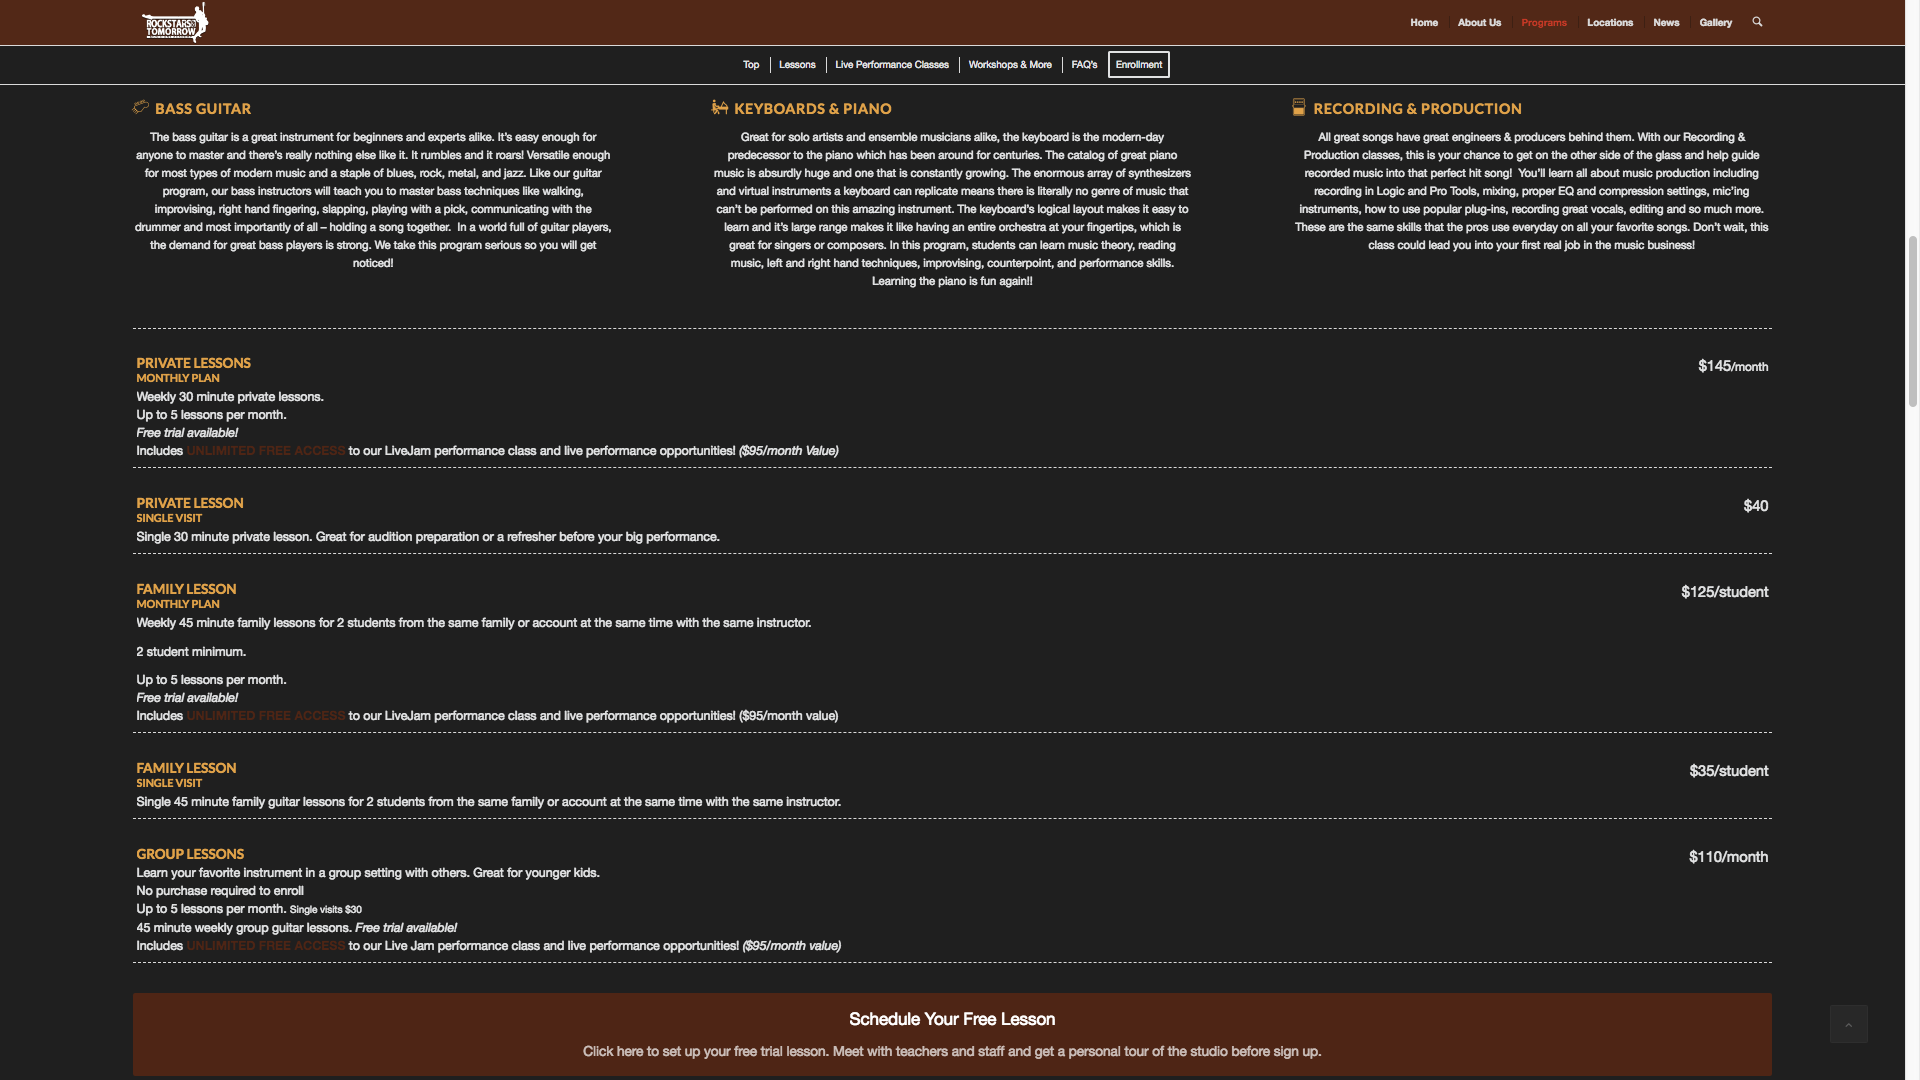 ROCKSTARS OF
TOMORROW
Home
About Us
Programs
Locations
News
Gallery
Top
Lessons
Live Performance Classes
Workshops & More
FAQ's
Enrollment
BASS GUITAR
The bass guitar is a great instrument for beginners and experts alike. It's easy enough for
anyone to master and there's really nothing else like it. It rumbles and it roars! Versatile enough
for most types of modern music and a staple of blues, rock, metal, and jazz. Like our guitar
program, our bass instructors will teach you to master bass techniques like walking,
improvising, right hand fingering, slapping, playing with a pick, communicating with the
drummer and most importantly of all – holding a song together. In a world full of guitar players,
the demand for great bass players is strong. We take this program serious so you will get
noticed!
KEYBOARDS & PIANO
Great for solo artists and ensemble musicians alike, the keyboard is the modern-day
predecessor to the piano which has been around for centuries. The catalog of great piano
music is absurdly huge and one that is constantly growing. The enormous array of synthesizers
and virtual instruments a keyboard can replicate means there is literally no genre of music that
can't be performed on this amazing instrument. The keyboard's logical layout makes it easy to
learn and it's large range makes it like having an entire orchestra at your fingertips, which is
great for singers or composers. In this program, students can learn music theory, reading
music, left and right hand techniques, improvising, counterpoint, and performance skills.
Learning the piano is fun again!!
RECORDING & PRODUCTION
All great songs have great engineers & producers behind them. With our Recording &
Production classes, this is your chance to get on the other side of the glass and help guide
recorded music into that perfect hit song! You'll learn all about music production including
recording in Logic and Pro Tools, mixing, proper EQ and compression settings, mic'ing
instruments, how to use popular plug-ins, recording great vocals, editing and so much more.
These are the same skills that the pros use everyday on all your favorite songs. Don't wait, this
class could lead you into your first real job in the music business!
PRIVATE LESSONS
$145/month
MONTHLY PLAN
Weekly 30 minute private lessons.
Up to 5 lessons per month.
Free trial available!
Includes UNLIMITED FREE ACCESS to our LiveJam performance class and live performance opportunities! ($95/month Value)
PRIVATE LESSON
$40
SINGLE VISIT
Single 30 minute private lesson. Great for audition preparation or a refresher before your big performance.
FAMILY LESSON
$125/student
MONTHLY PLAN
Weekly 45 minute family lessons for 2 students from the same family or account at the same time with the same instructor.
2 student minimum.
Up to 5 lessons per month.
Free trial available!
Includes UNLIMITED FREE ACCESS to our LiveJam performance class and live performance opportunities! ($95/month value)
FAMILY LESSON
$35/student
SINGLE VISIT
Single 45 minute family guitar lessons for 2 students from the same family or account at the same time with the same instructor.
GROUP LESSONS
$110/month
Learn your favorite instrument in a group setting with others. Great for younger kids.
No purchase required to enroll
Up to 5 lessons per month. Single visits $30
45 minute weekly group guitar lessons. Free trial available!
Includes UNLIMITED FREE ACCESS to our Live Jam performance class and live performance opportunities! ($95/month value)
Schedule Your Free Lesson
Click here to set up your free trial lesson. Meet with teachers and staff and get a personal tour of the studio before sign up.